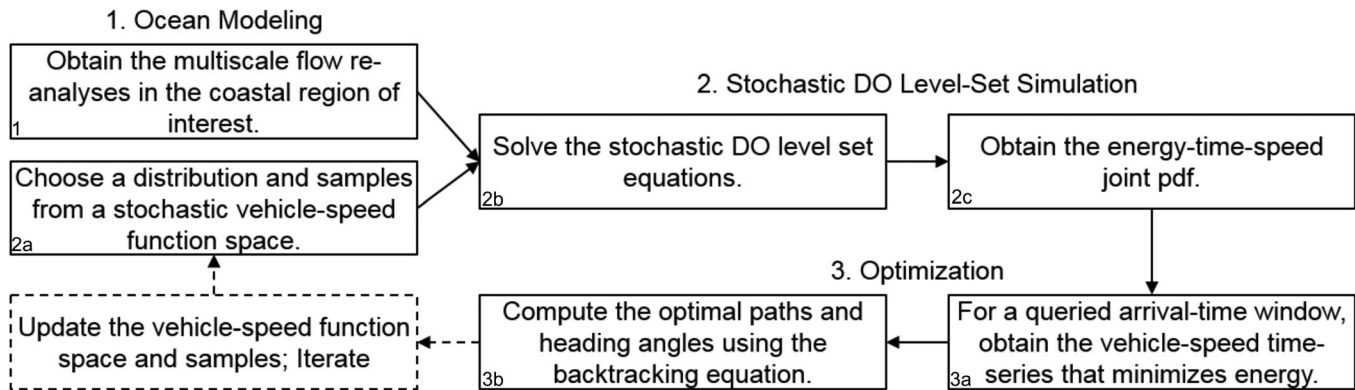 1. Ocean Modeling
Obtain the multiscale flow re-
analyses in the coastal region of
interest.
1
Choose a distribution and samples
from a stochastic vehicle-speed
function space.
2a
2. Stochastic DO Level-Set Simulation
Solve the stochastic DO level set
equations.
2b
Obtain the energy-time-speed
joint pdf.
2c
3. Optimization
For a queried arrival-time window,
obtain the vehicle-speed time-
series that minimizes energy.
3a
Compute the optimal paths and
heading angles using the
backtracking equation.
3b
Update the vehicle-speed function
space and samples; Iterate